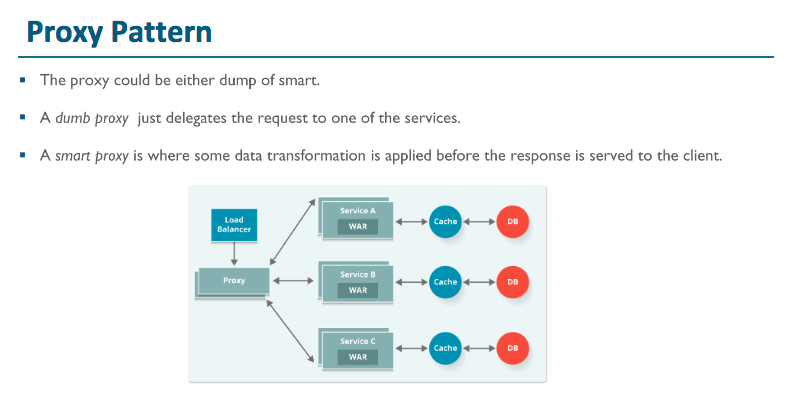 Proxy Pattern
The proxy could be either dump of smart.
A dumb proxy just delegates the request to one of the services.
A smart proxy is where some data transformation is applied before the response is served to the client.
Load
Balancer
Proxy
Service A
WAR
Cache
DB
Service B
WAR
Cache
DB
Service C
WAR
Cache
DB